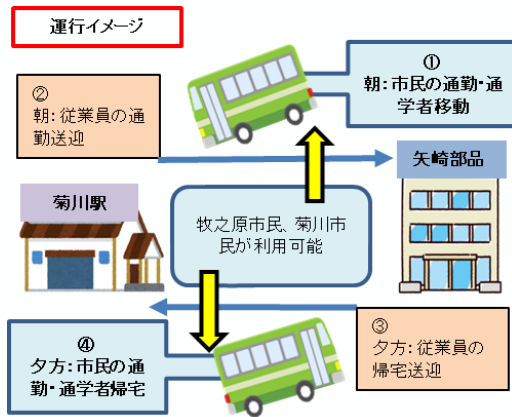 運行イメージ
①
朝：市民の通勤・通
学者移動
②
朝：従業員の通
勤送迎
矢崎部品
菊川駅
牧之原市民、菊川市
民が利用可能
③
夕方：従業員の
帰宅送迎
④
夕方：市民の通
勤・通学者帰宅